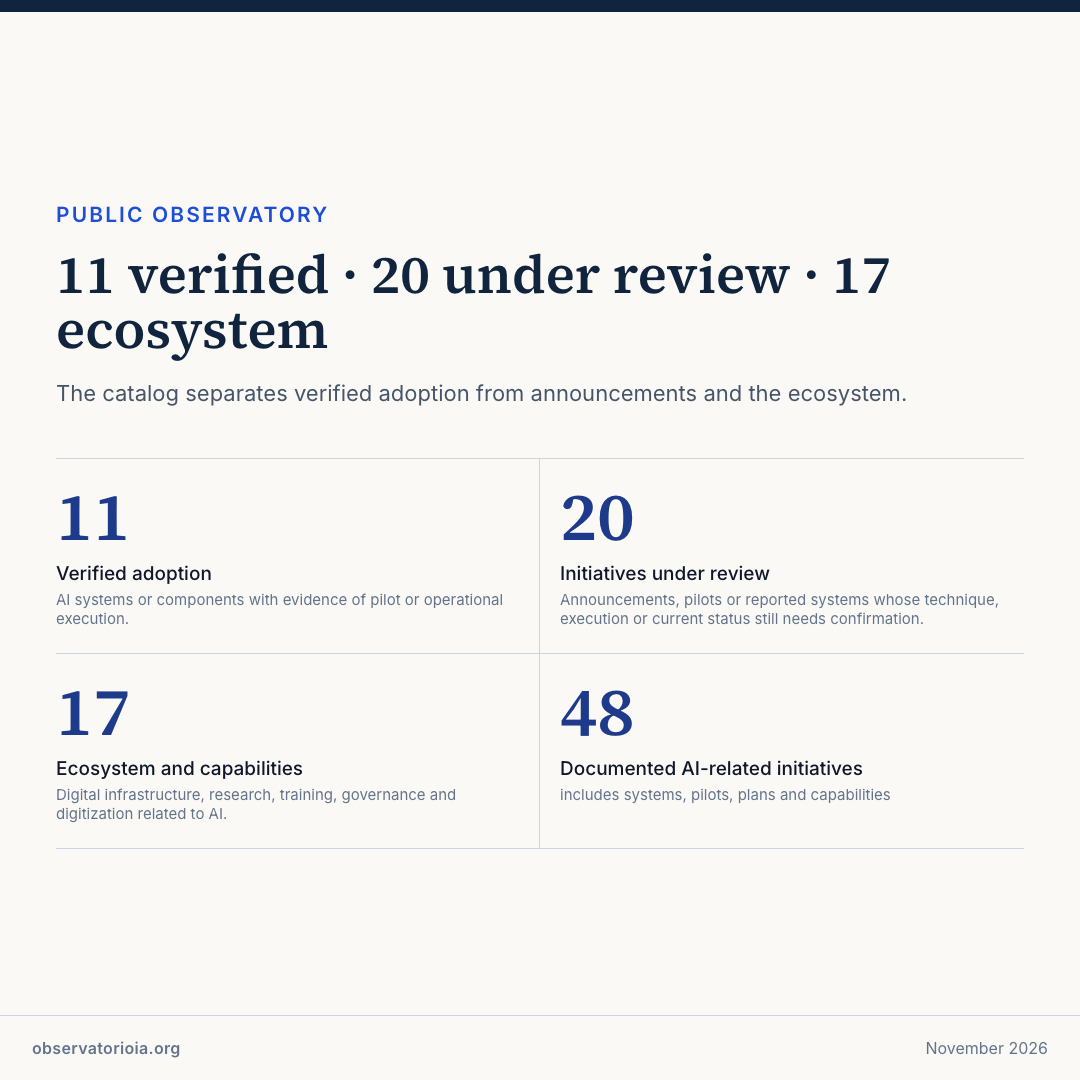 PUBLIC OBSERVATORY
11 verified · 20 under review · 17
ecosystem
The catalog separates verified adoption from announcements and the ecosystem.
11
Verified adoption
AI systems or components with evidence of pilot or operational
execution.
20
Initiatives under review
Announcements, pilots or reported systems whose technique,
execution or current status still needs confirmation.
17
Ecosystem and capabilities
Digital infrastructure, research, training, governance and
digitization related to AI.
48
Documented AI-related initiatives
includes systems, pilots, plans and capabilities
observatorioia.org
November 2026